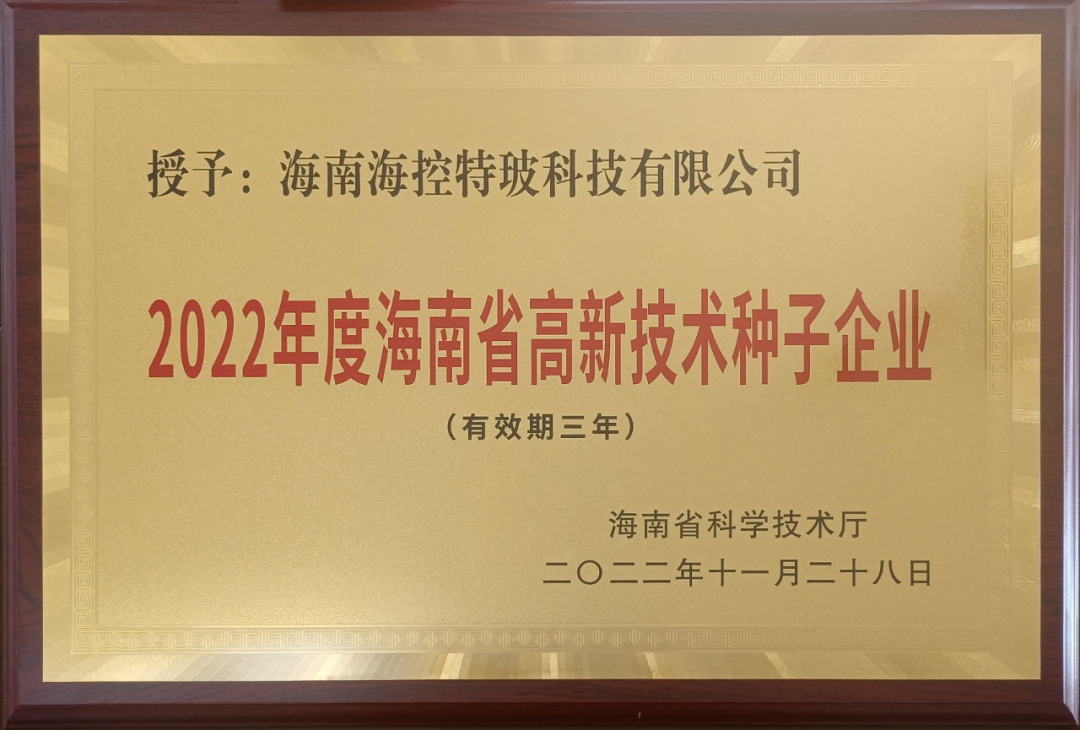 授予：海南海控特玻科技有限公司
2022年度海南省高新技术种子企业
（有效期三年）
海南省科学技术厅
二〇二二年十一月二十八日